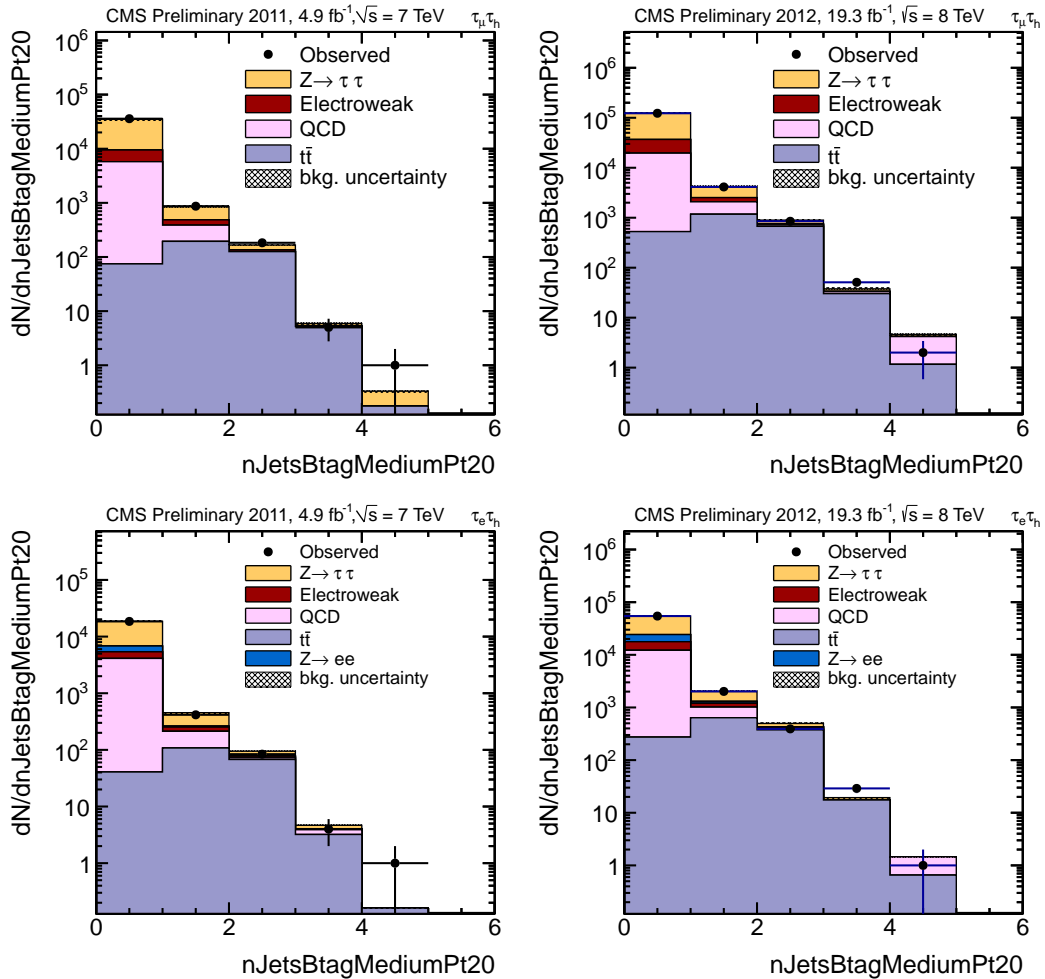 CMS Preliminary 2011, 4.9 fb⁻¹, √s = 7 TeV τ_μτ_h
dN/dnJetsBtagMediumPt20
10⁶
10⁵
10⁴
10³
10²
10
1
Observed
Z→ τ τ
Electroweak
QCD
tt̄
bkg. uncertainty
0 2 4 6
nJetsBtagMediumPt20
CMS Preliminary 2012, 19.3 fb⁻¹, √s = 8 TeV τ_μτ_h
dN/dnJetsBtagMediumPt20
10⁶
10⁵
10⁴
10³
10²
10
1
Observed
Z→ τ τ
Electroweak
QCD
tt̄
bkg. uncertainty
0 2 4 6
nJetsBtagMediumPt20
CMS Preliminary 2011, 4.9 fb⁻¹, √s = 7 TeV τ_eτ_h
dN/dnJetsBtagMediumPt20
10⁵
10⁴
10³
10²
10
1
Observed
Z→ τ τ
Electroweak
QCD
tt̄
Z→ ee
bkg. uncertainty
0 2 4 6
nJetsBtagMediumPt20
CMS Preliminary 2012, 19.3 fb⁻¹, √s = 8 TeV τ_eτ_h
dN/dnJetsBtagMediumPt20
10⁶
10⁵
10⁴
10³
10²
10
1
Observed
Z→ τ τ
Electroweak
QCD
tt̄
Z→ ee
bkg. uncertainty
0 2 4 6
nJetsBtagMediumPt20